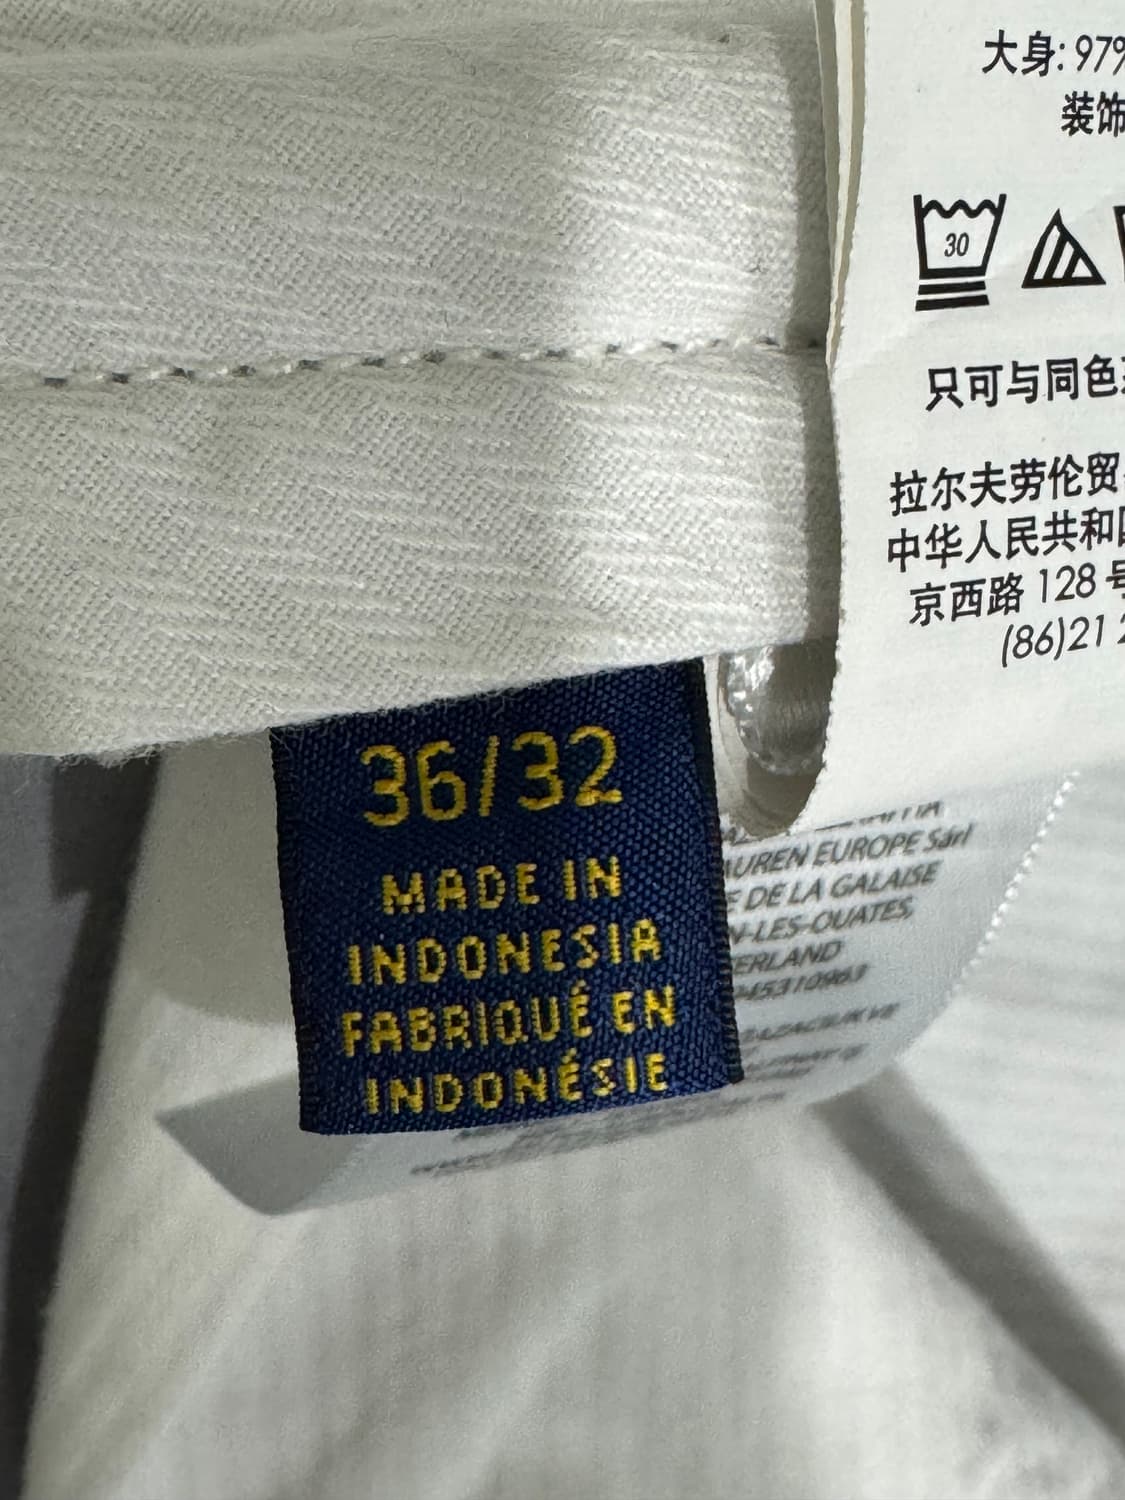 大身: 97%
装饰
30
只可与同色
拉尔夫劳伦贸
中华人民共和国
京西路 128 号
(86)21 2
36/32
MADE IN
INDONESIA
FABRIQUÉ EN
INDONÉSIE
AUREN EUROPE Sàrl
DE LA GALAISE
N-LES-OUATES,
ERLAND